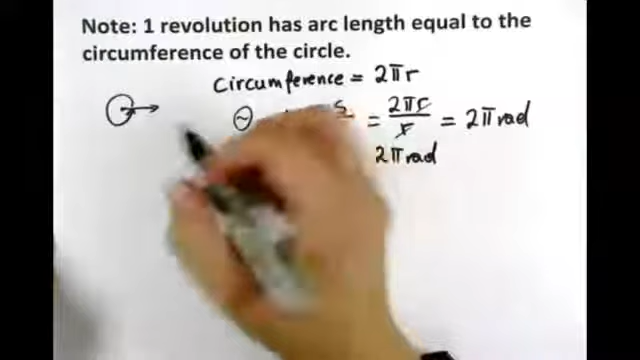 Note: 1 revolution has arc length equal to the
circumference of the circle.
Circumference = 2πr
Θ s = 2πr/r = 2π rad
2π rad